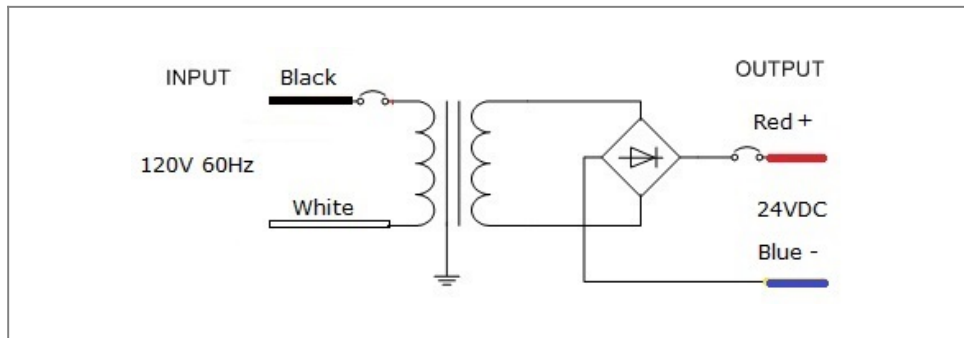 INPUT
Black
OUTPUT
Red +
120V 60Hz
White
24VDC
Blue -